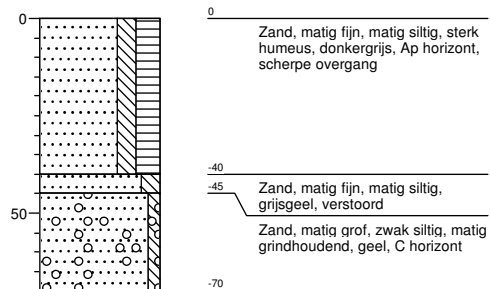 0
0
Zand, matig fijn, matig siltig, sterk
humeus, donkergrijs, Ap horizont,
scherpe overgang
-40
-45
Zand, matig fijn, matig siltig,
grijsgeel, verstoord
50
Zand, matig grof, zwak siltig, matig
grindhoudend, geel, C horizont
-70